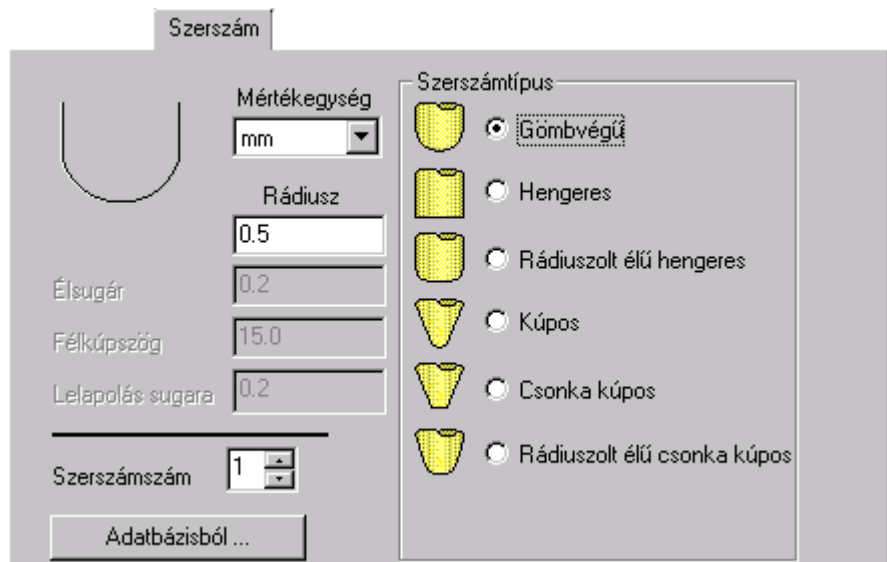 Szerszám
Mértékegység
mm
Rádiusz
0.5
Élsugár
0.2
Félkúpszög
15.0
Lelapolás sugara
0.2
Szerszámszám
1
Adatbázisból ...
Szerszámtípus
Gömbvégű
Hengeres
Rádiuszolt élű hengeres
Kúpos
Csonka kúpos
Rádiuszolt élű csonka kúpos